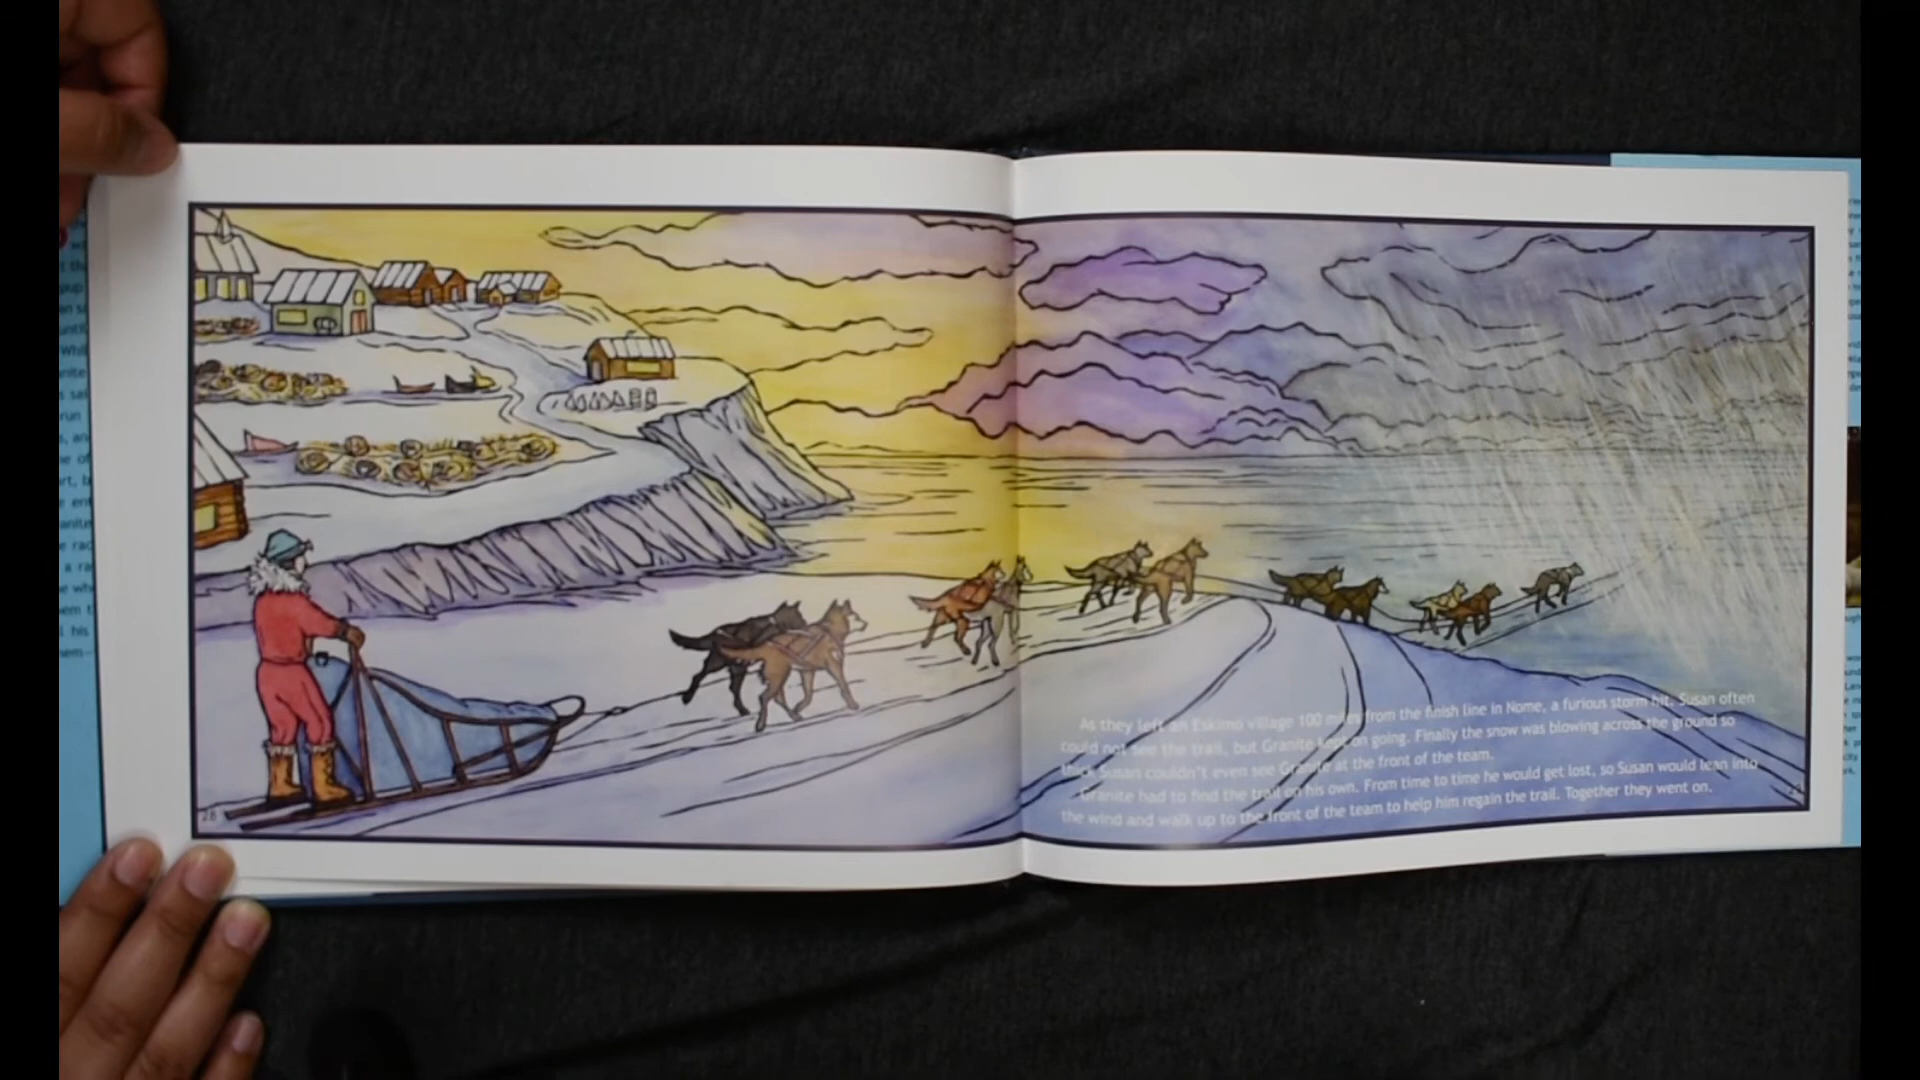 As they left an Eskimo village 100 miles from the finish line in Nome, a furious storm hit. Susan often
could not see the trail, but Granite kept on going. Finally the snow was blowing across the ground so
thick Susan couldn't even see Granite at the front of the team.
Granite had to find the trail on his own. From time to time he would get lost, so Susan would lean into
the wind and walk up to the front of the team to help him regain the trail. Together they went on.
28